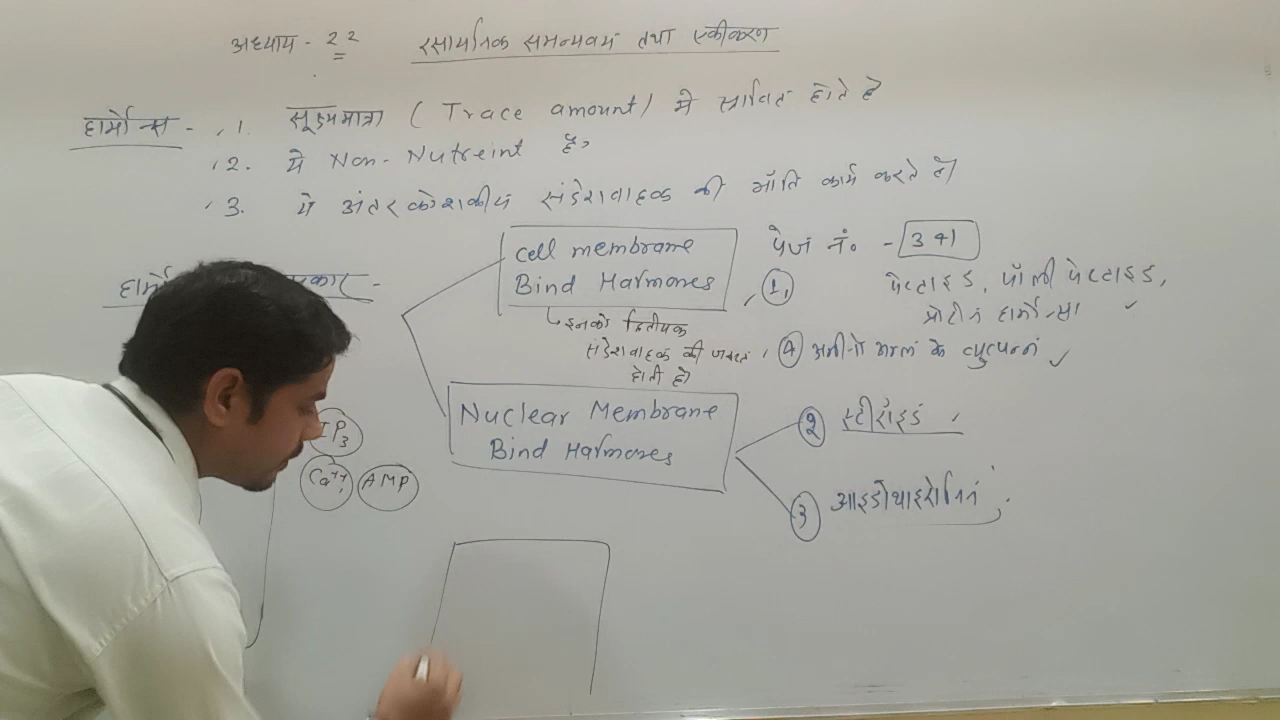 अध्याय - 22 रसायनिक समन्यवयं तथा एकीकरण
हार्मोन्स - 1. सूक्ष्ममात्रा (Trace amount) मे स्त्रावित होते है
2. ये Non-Nutreint है,
3. ये अंतरकोशकीय संदेशवाहक की भाँति कार्य करते है।
cell membrane
Bind Harmones
पेज नं० - 341
1, पेप्टाइड, पॉलीपेप्टाइड,
प्रोटीन हार्मोन्स।
इनको द्वितीयक
संदेशवाहक की जरूरत
होती है
4 अमीनो अम्ल के व्युत्पन्नं
Nuclear Membrane
Bind Harmones
2 स्टीरॉइड
3 आइडोथाइरोनिनं
IP3
Ca++
AMP